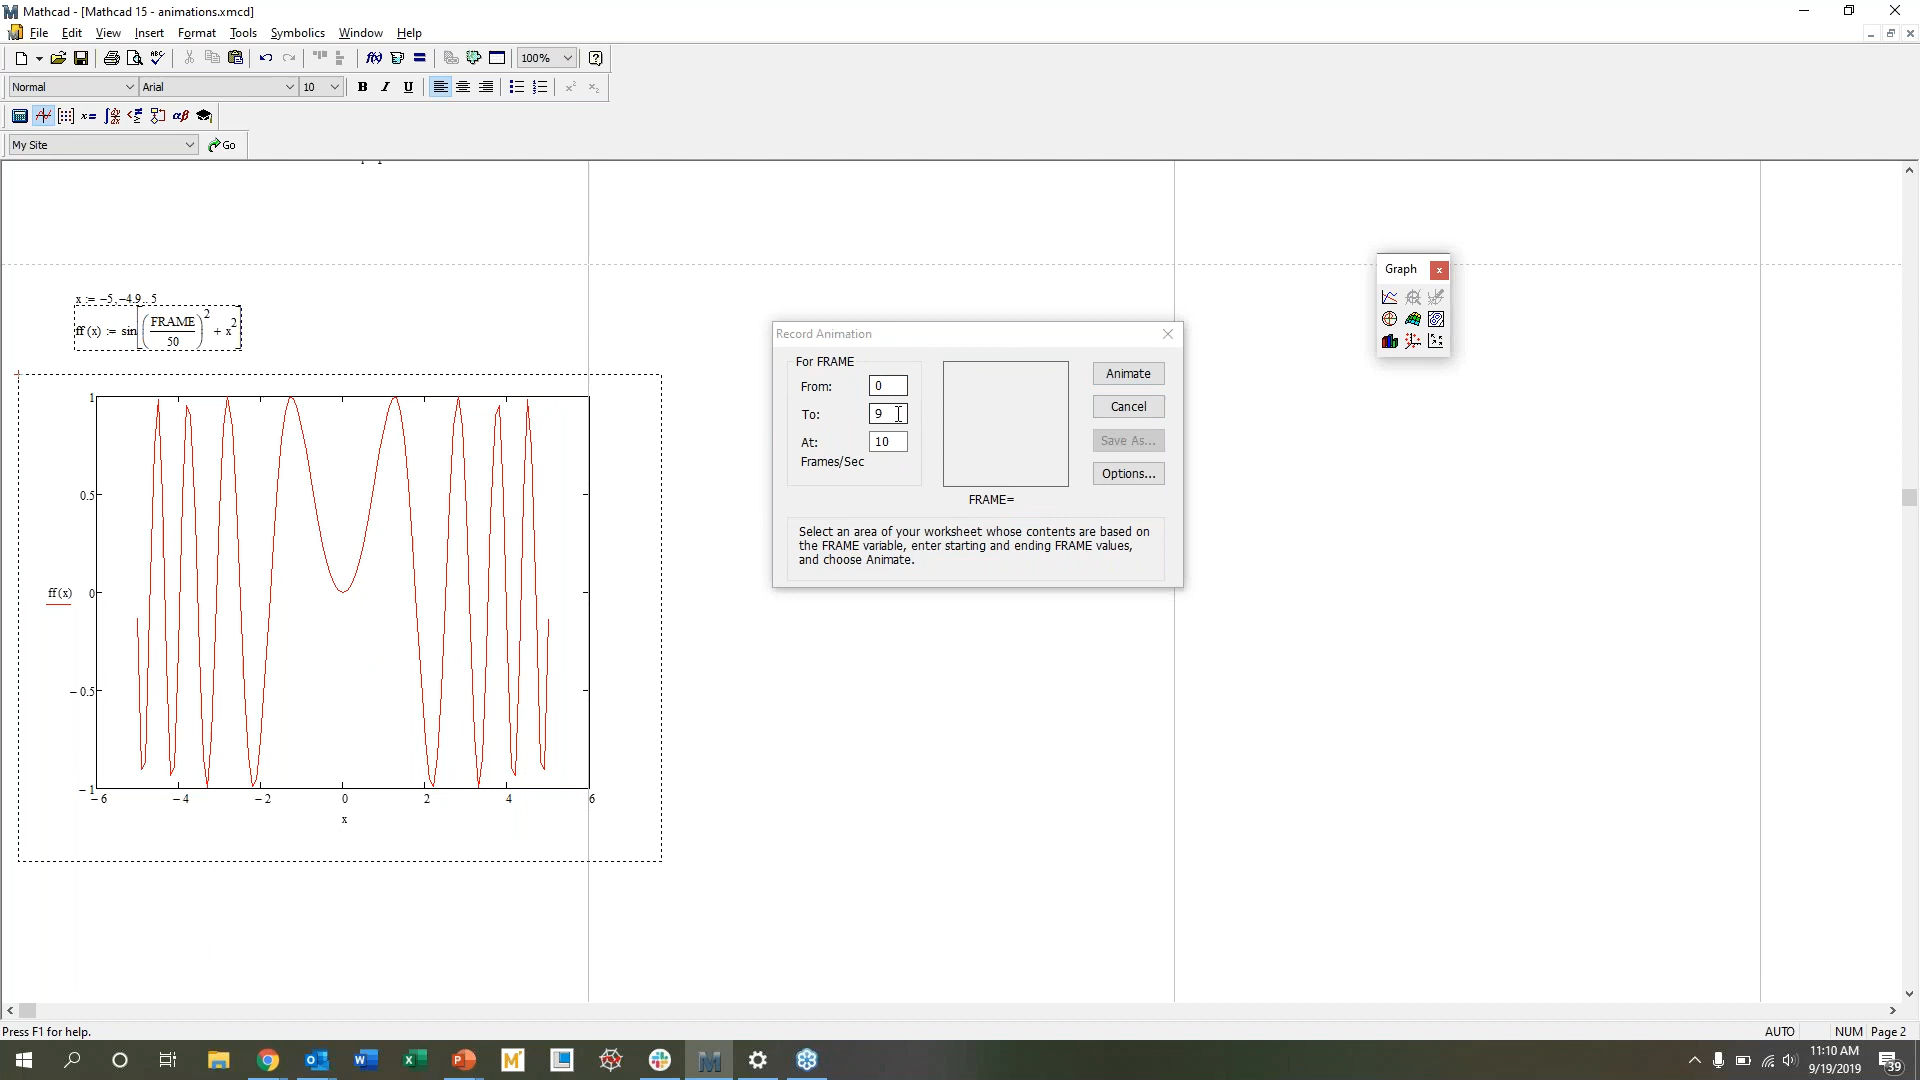 Mathcad - [Mathcad 15 - animations.xmcd]
File Edit View Insert Format Tools Symbolics Window Help
100%
Normal Arial 10 B I U
My Site Go
x := −5, −4.9 .. 5
ff(x) := sin[(FRAME/50)² + x²]
1
0.5
ff(x) 0
− 0.5
− 1
− 6 − 4 − 2 0 2 4 6
x
Record Animation
For FRAME
From: 0
To: 9
At: 10
Frames/Sec
FRAME=
Animate
Cancel
Save As...
Options...
Select an area of your worksheet whose contents are based on
the FRAME variable, enter starting and ending FRAME values,
and choose Animate.
Graph x
Press F1 for help. AUTO NUM Page 2
11:10 AM
9/19/2019
39